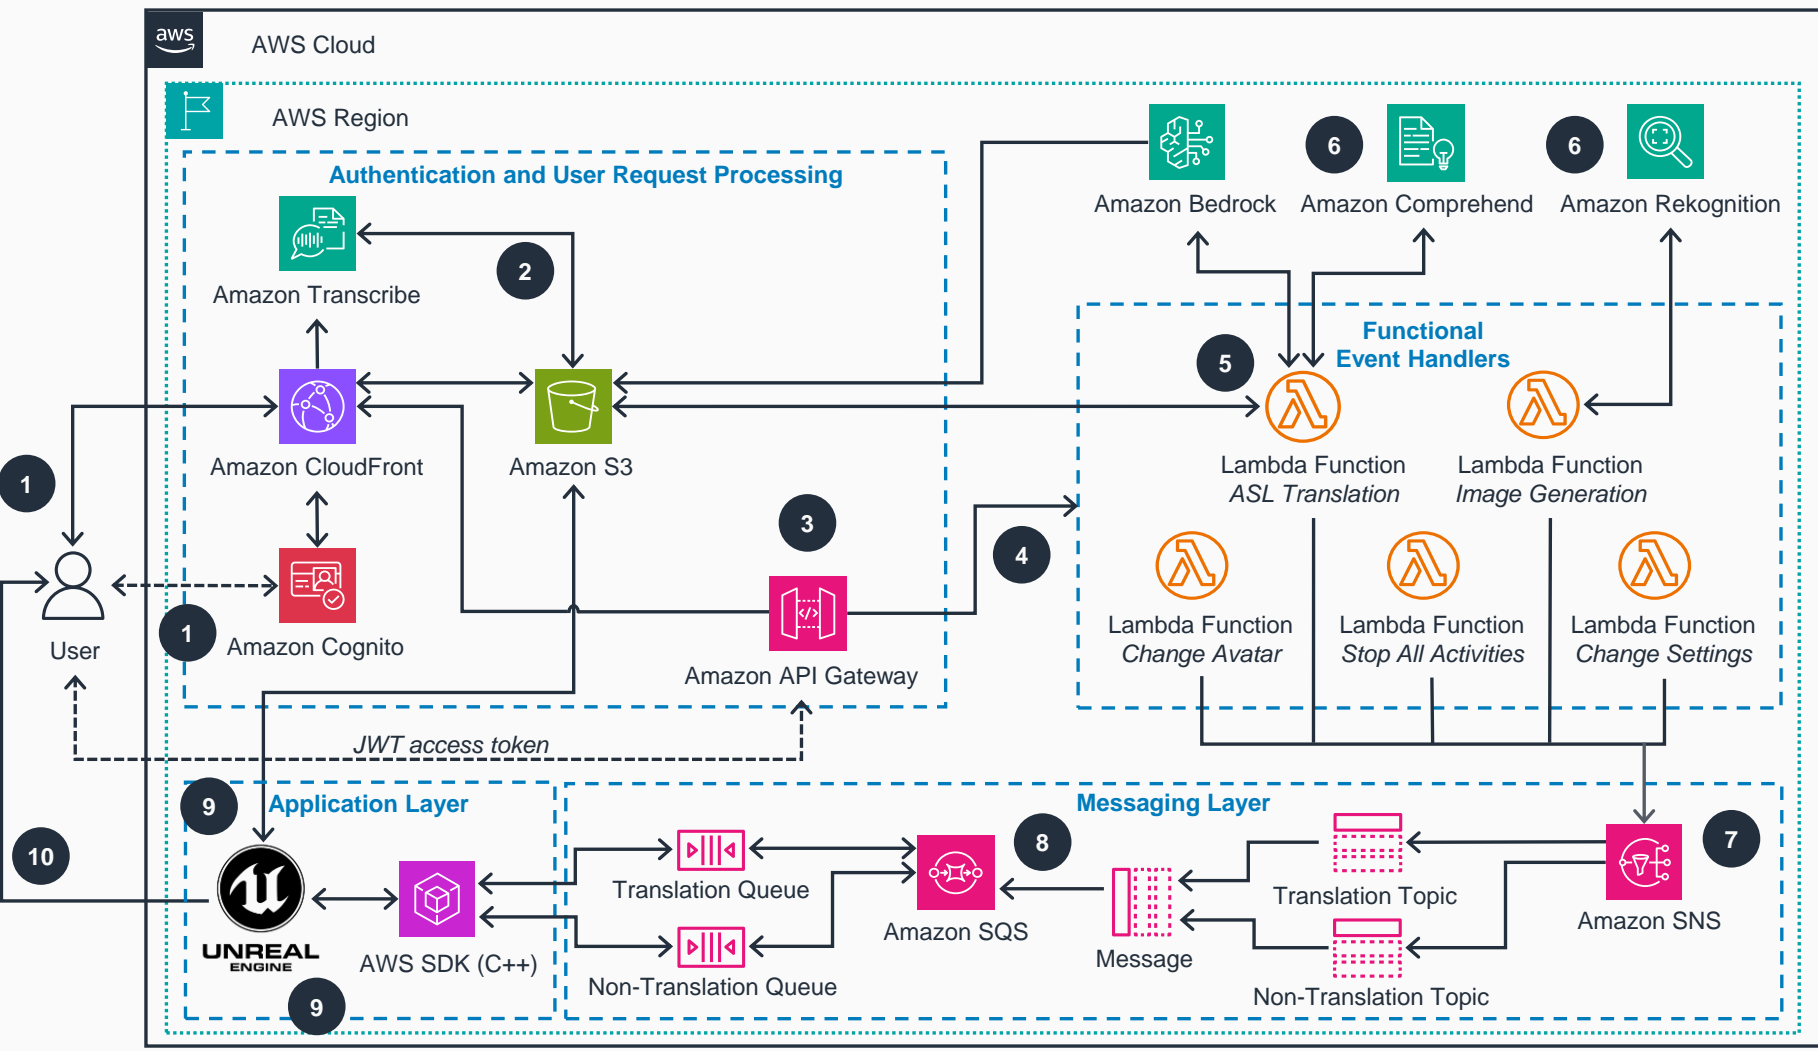 aws
AWS Cloud
AWS Region
Authentication and User Request Processing
Amazon Transcribe
2
Amazon CloudFront
Amazon S3
1
User
1
Amazon Cognito
3
Amazon API Gateway
JWT access token
4
Amazon Bedrock
6
Amazon Comprehend
6
Amazon Rekognition
Functional
Event Handlers
5
Lambda Function
ASL Translation
Lambda Function
Image Generation
Lambda Function
Change Avatar
Lambda Function
Stop All Activities
Lambda Function
Change Settings
9
Application Layer
10
UNREAL
ENGINE
AWS SDK (C++)
9
Messaging Layer
Translation Queue
Non-Translation Queue
Amazon SQS
8
Message
Translation Topic
Non-Translation Topic
7
Amazon SNS